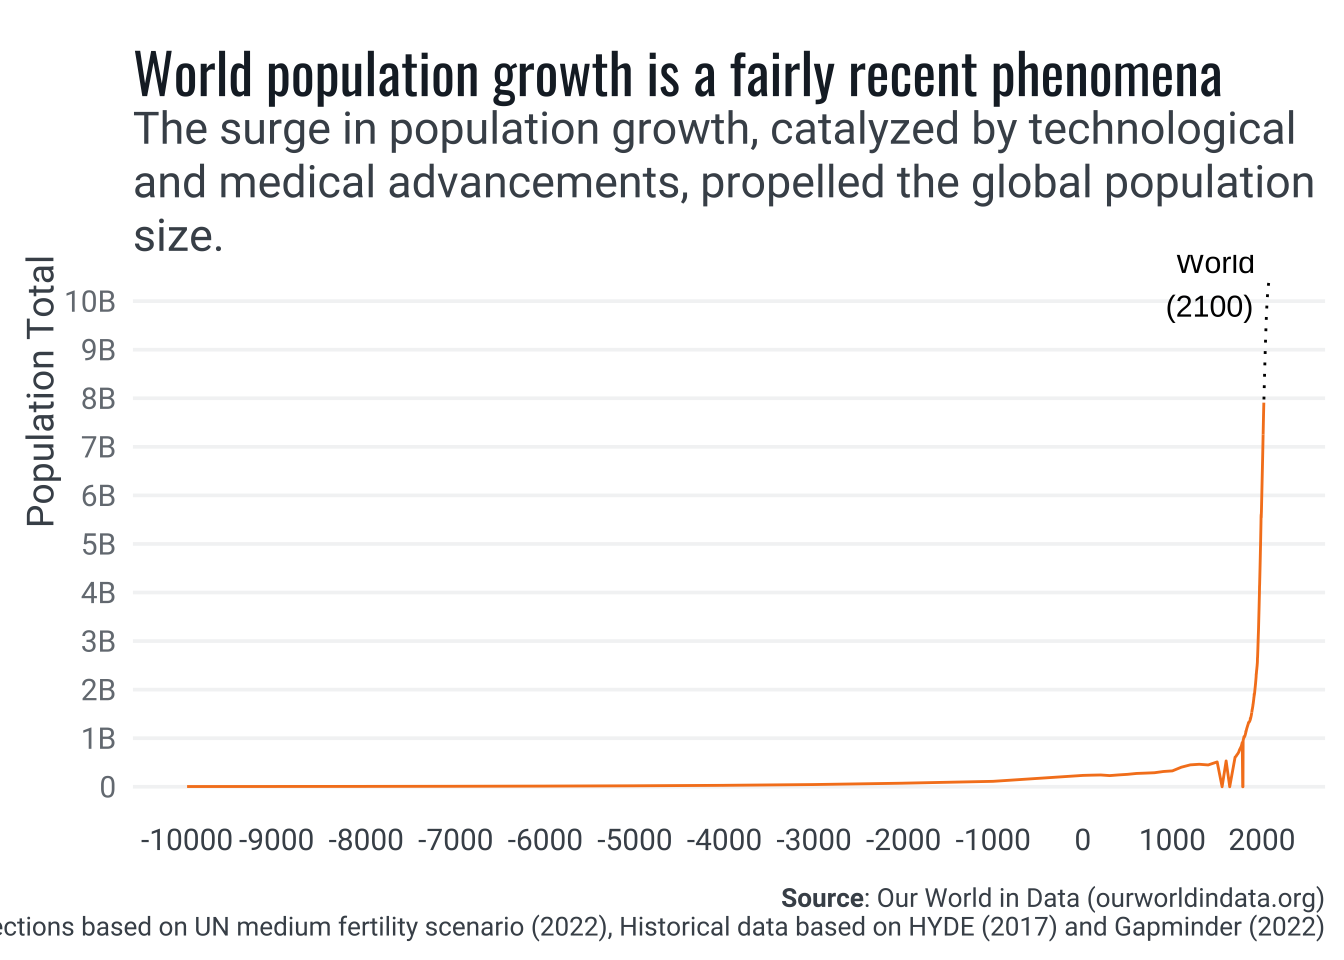 World population growth is a fairly recent phenomena
The surge in population growth, catalyzed by technological
and medical advancements, propelled the global population
size.
Population Total
World
(2100)
10B
9B
8B
7B
6B
5B
4B
3B
2B
1B
0
-10000 -9000 -8000 -7000 -6000 -5000 -4000 -3000 -2000 -1000 0 1000 2000
Source: Our World in Data (ourworldindata.org)
ections based on UN medium fertility scenario (2022), Historical data based on HYDE (2017) and Gapminder (2022)